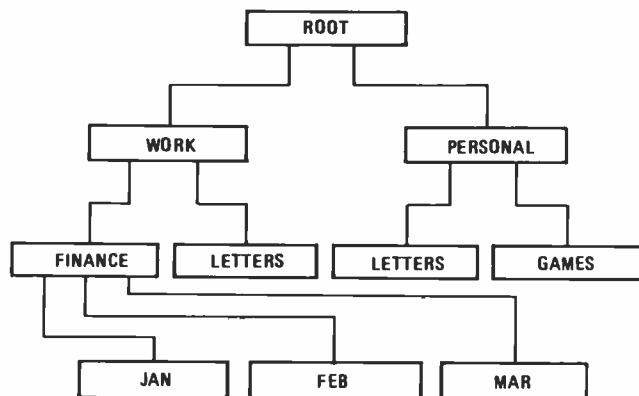 ROOT
WORK
PERSONAL
FINANCE
LETTERS
LETTERS
GAMES
JAN
FEB
MAR